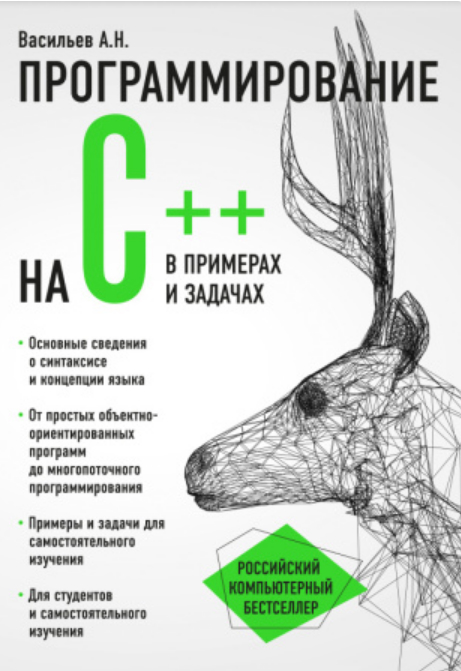 Васильев А.Н.
ПРОГРАММИРОВАНИЕ
НА C++
В ПРИМЕРАХ
И ЗАДАЧАХ
• Основные сведения
о синтаксисе
и концепции языка
• От простых объектно-
ориентированных
программ
до многопоточного
программирования
• Примеры и задачи для
самостоятельного
изучения
• Для студентов
и самостоятельного
изучения
РОССИЙСКИЙ
КОМПЬЮТЕРНЫЙ
БЕСТСЕЛЛЕР